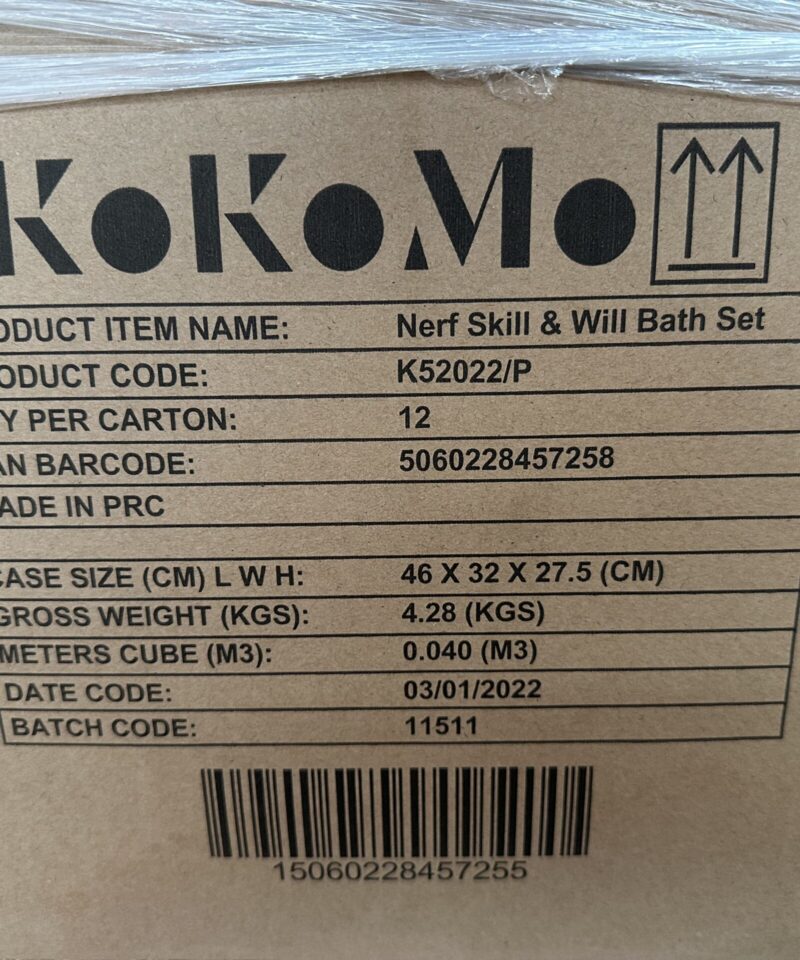 KOKOMO
ODUCT ITEM NAME: Nerf Skill & Will Bath Set
ODUCT CODE: K52022/P
Y PER CARTON: 12
AN BARCODE: 5060228457258
ADE IN PRC
CASE SIZE (CM) L W H: 46 X 32 X 27.5 (CM)
GROSS WEIGHT (KGS): 4.28 (KGS)
METERS CUBE (M3): 0.040 (M3)
DATE CODE: 03/01/2022
BATCH CODE: 11511
15060228457255